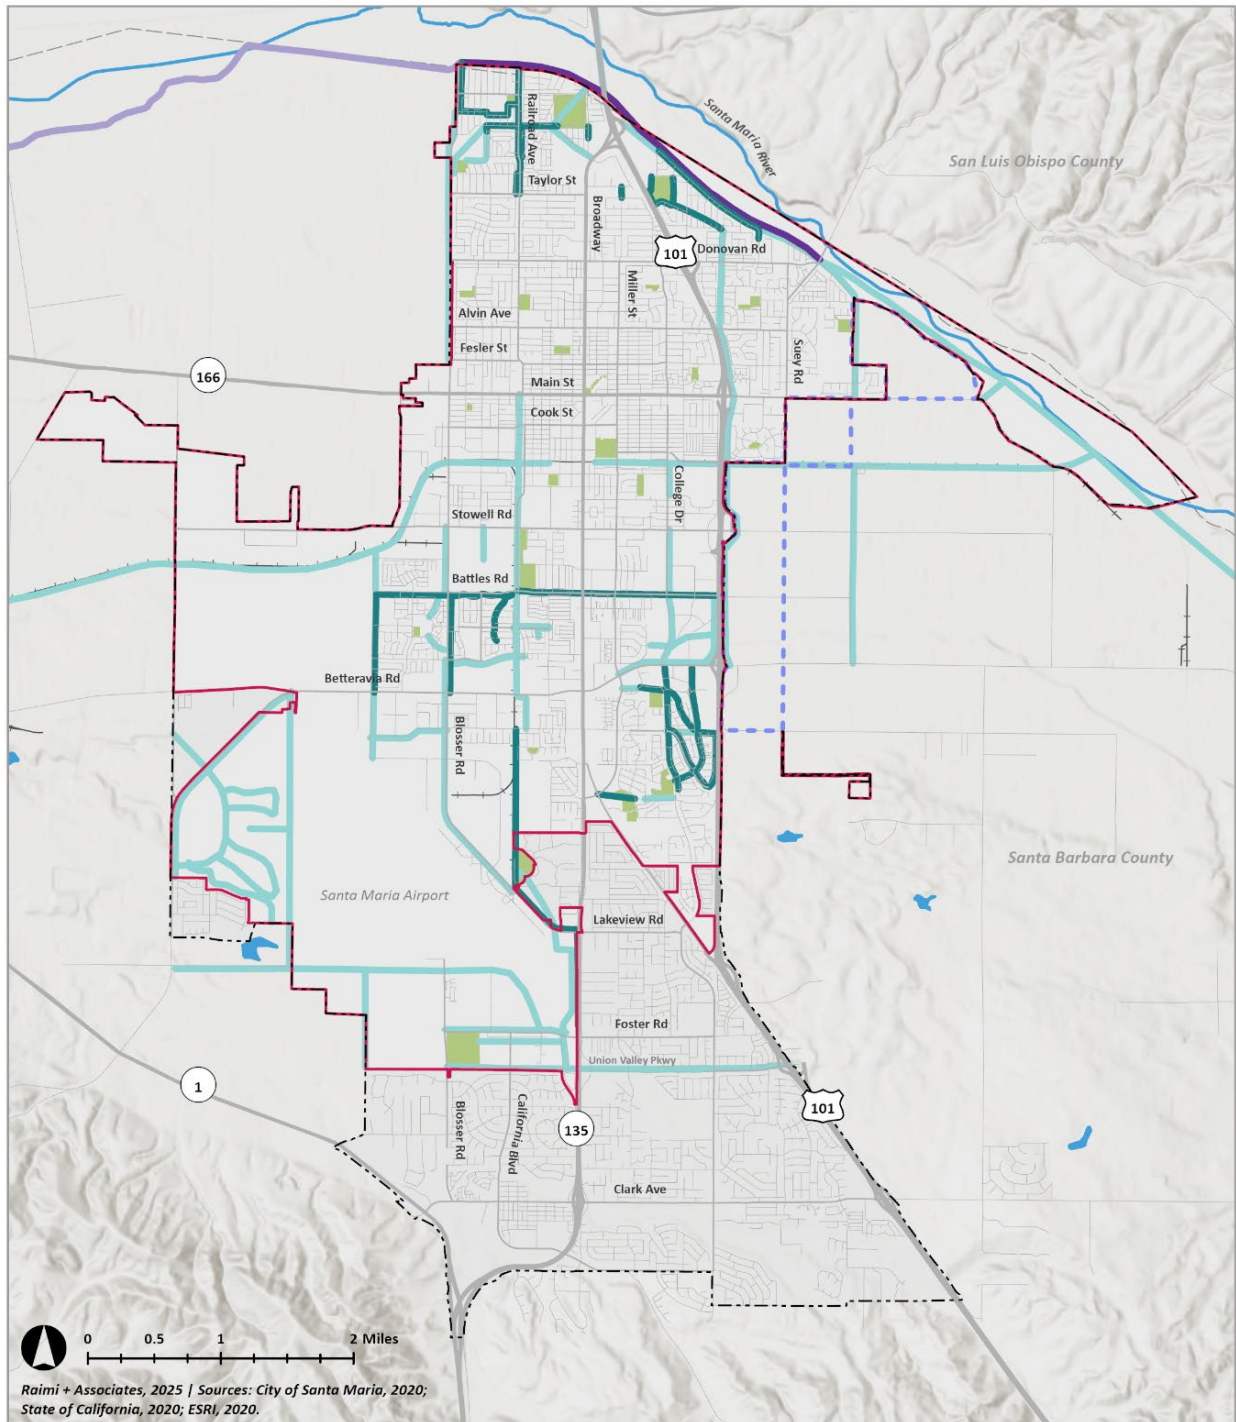 Santa Maria River
San Luis Obispo County
Railroad Ave
Taylor St
Broadway
Donovan Rd
101
Miller St
Alvin Ave
Fesler St
Suey Rd
166
Main St
Cook St
College Dr
Stowell Rd
Battles Rd
Betteravia Rd
Blosser Rd
Santa Barbara County
Santa Maria Airport
Lakeview Rd
Foster Rd
Union Valley Pkwy
1
101
Blosser Rd
California Blvd
135
Clark Ave
0 0.5 1 2 Miles
Raimi + Associates, 2025 | Sources: City of Santa Maria, 2020;
State of California, 2020; ESRI, 2020.